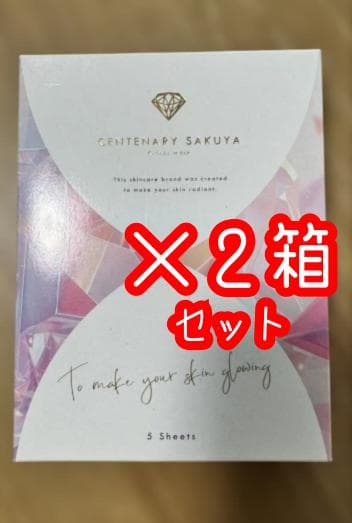 CENTENARY SAKUYA
This skincare brand was created
to make your skin radiant.
×2箱
セット
To make your skin glowing
5 Sheets